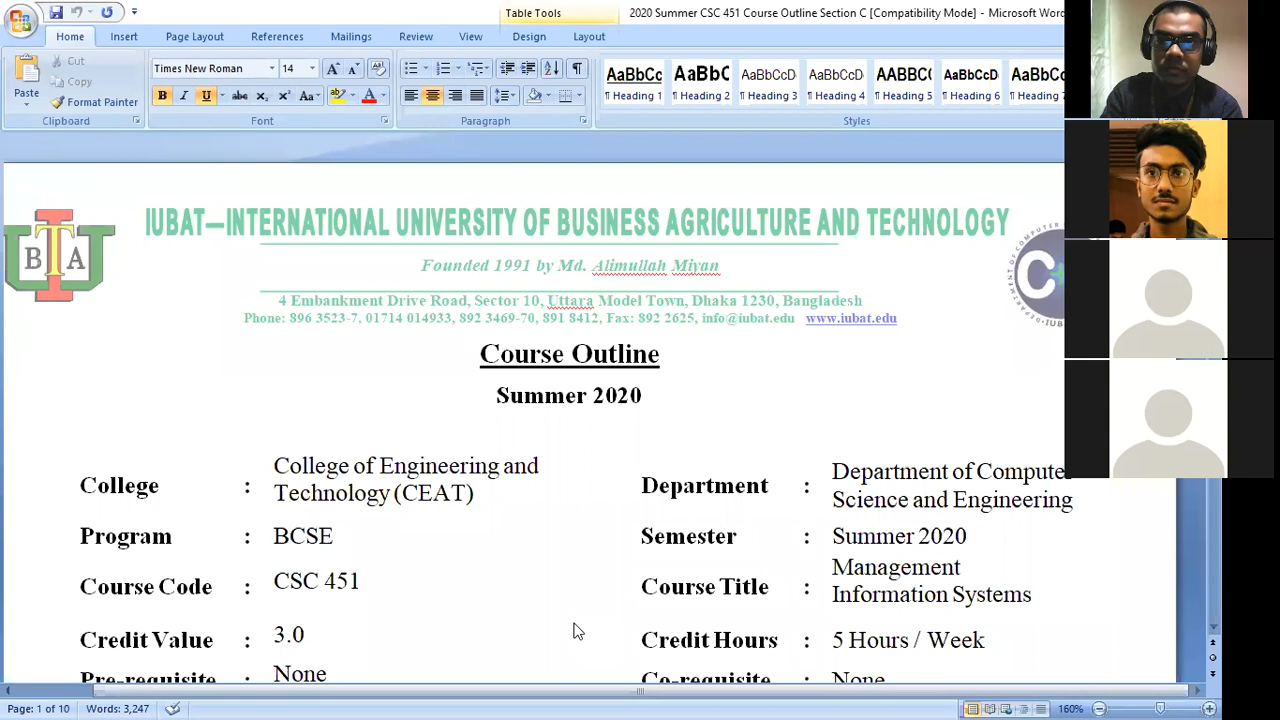 Table Tools
2020 Summer CSC 451 Course Outline Section C [Compatibility Mode] - Microsoft Word
Home Insert Page Layout References Mailings Review View Design Layout
Paste
Cut
Copy
Format Painter
Clipboard
Times New Roman 14
B I U abc X₂ X² Aa
Font
Paragraph
AaBbCc AaBbC AaBbCcD AaBbCcD AABBC AaBbCcD AaBbC
¶ Heading 1 ¶ Heading 2 ¶ Heading 3 ¶ Heading 4 ¶ Heading 5 ¶ Heading 6 ¶ Heading 7
Styles
IUBAT—INTERNATIONAL UNIVERSITY OF BUSINESS AGRICULTURE AND TECHNOLOGY
Founded 1991 by Md. Alimullah Miyan
4 Embankment Drive Road, Sector 10, Uttara Model Town, Dhaka 1230, Bangladesh
Phone: 896 3523-7, 01714 014933, 892 3469-70, 891 8412, Fax: 892 2625, info@iubat.edu www.iubat.edu
Course Outline
Summer 2020
College : College of Engineering and
Technology (CEAT)
Department : Department of Compute
Science and Engineering
Program : BCSE
Semester : Summer 2020
Course Code : CSC 451
Course Title : Management
Information Systems
Credit Value : 3.0
Credit Hours : 5 Hours / Week
Pre-requisite : None
Co-requisite : None
Page: 1 of 10 Words: 3,247 160%